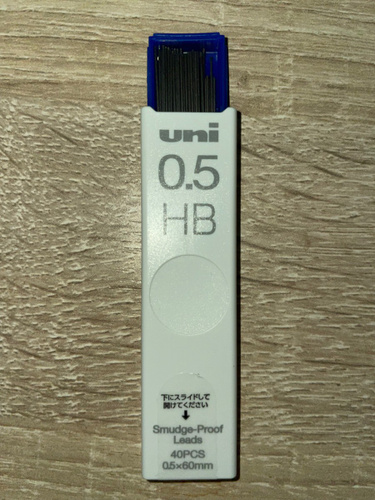 uni
0.5
HB
下にスライドして
開けてください
Smudge-Proof
Leads
40PCS
0.5×60mm